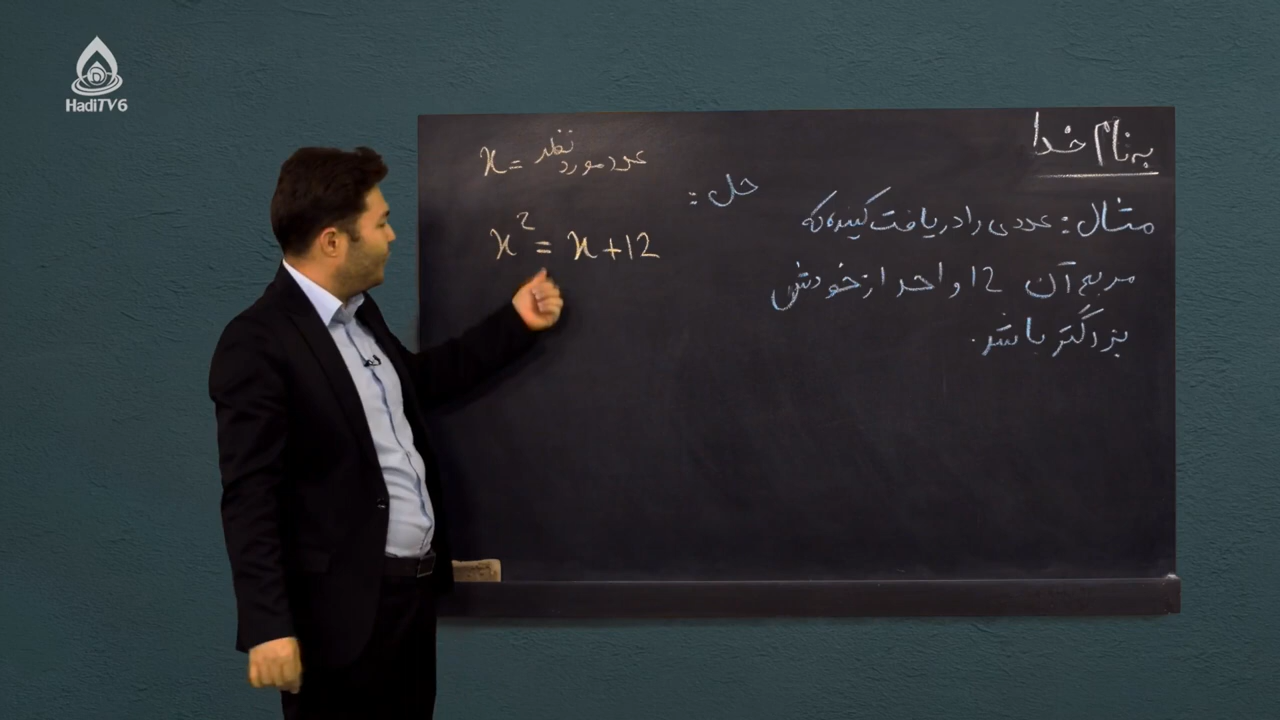 HadiTV6
به نام خدا
مثال: عددی را دریافت کنید که
مربع آن 12 واحد از خودش
بزرگتر باشد.
حل:
x = عدد مورد نظر
x² = x + 12